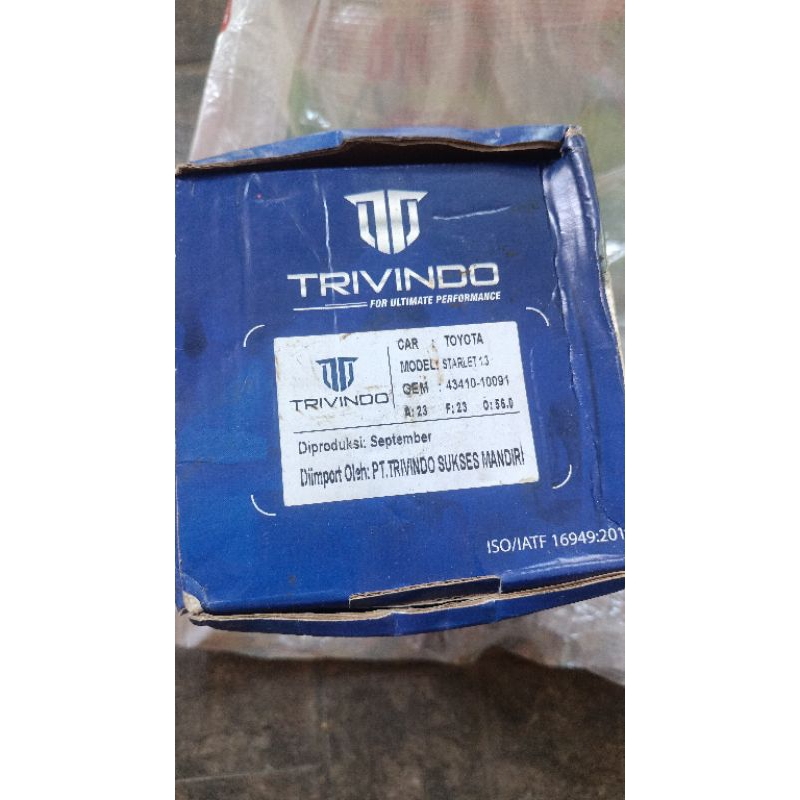 TRIVINDO
FOR ULTIMATE PERFORMANCE
TRIVINDO
CAR : TOYOTA
MODEL: STARLET 1.3
OEM : 43410-10091
A: 23 F: 23 O: 56.0
Diproduksi: September
Diimport Oleh: PT.TRIVINDO SUKSES MANDIRI
ISO/IATF 16949:201